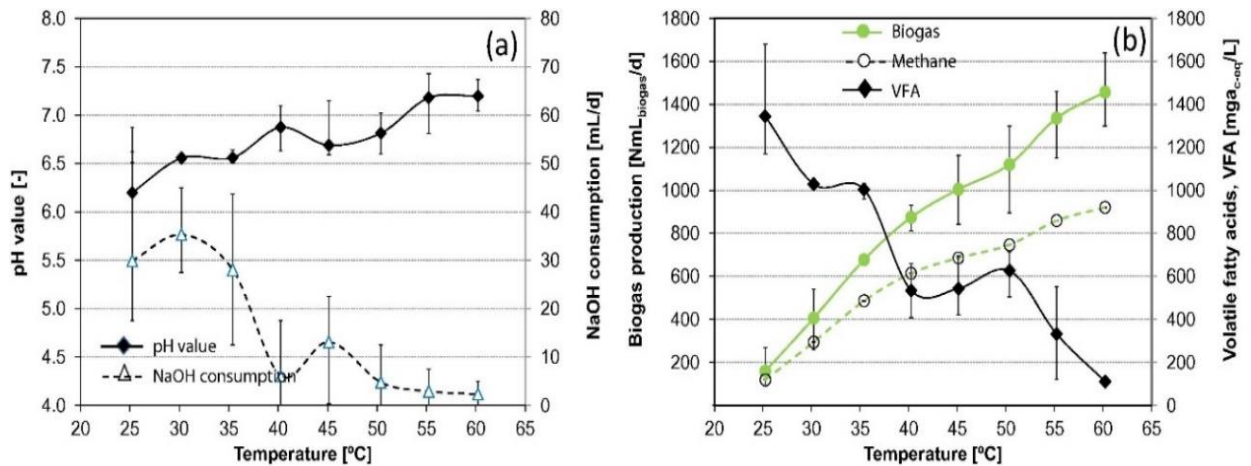 8.0
7.5
7.0
6.5
6.0
5.5
5.0
4.5
4.0
pH value [-]
80
70
60
50
40
30
20
10
0
NaOH consumption [mL/d]
(a)
pH value
NaOH consumption
20 25 30 35 40 45 50 55 60 65
Temperature [ºC]
1800
1600
1400
1200
1000
800
600
400
200
Biogas production [NmLbiogas/d]
1800
1600
1400
1200
1000
800
600
400
200
0
Volatile fatty acids, VFA [mgac-eq/L]
(b)
Biogas
Methane
VFA
20 25 30 35 40 45 50 55 60 65
Temperature [ºC]